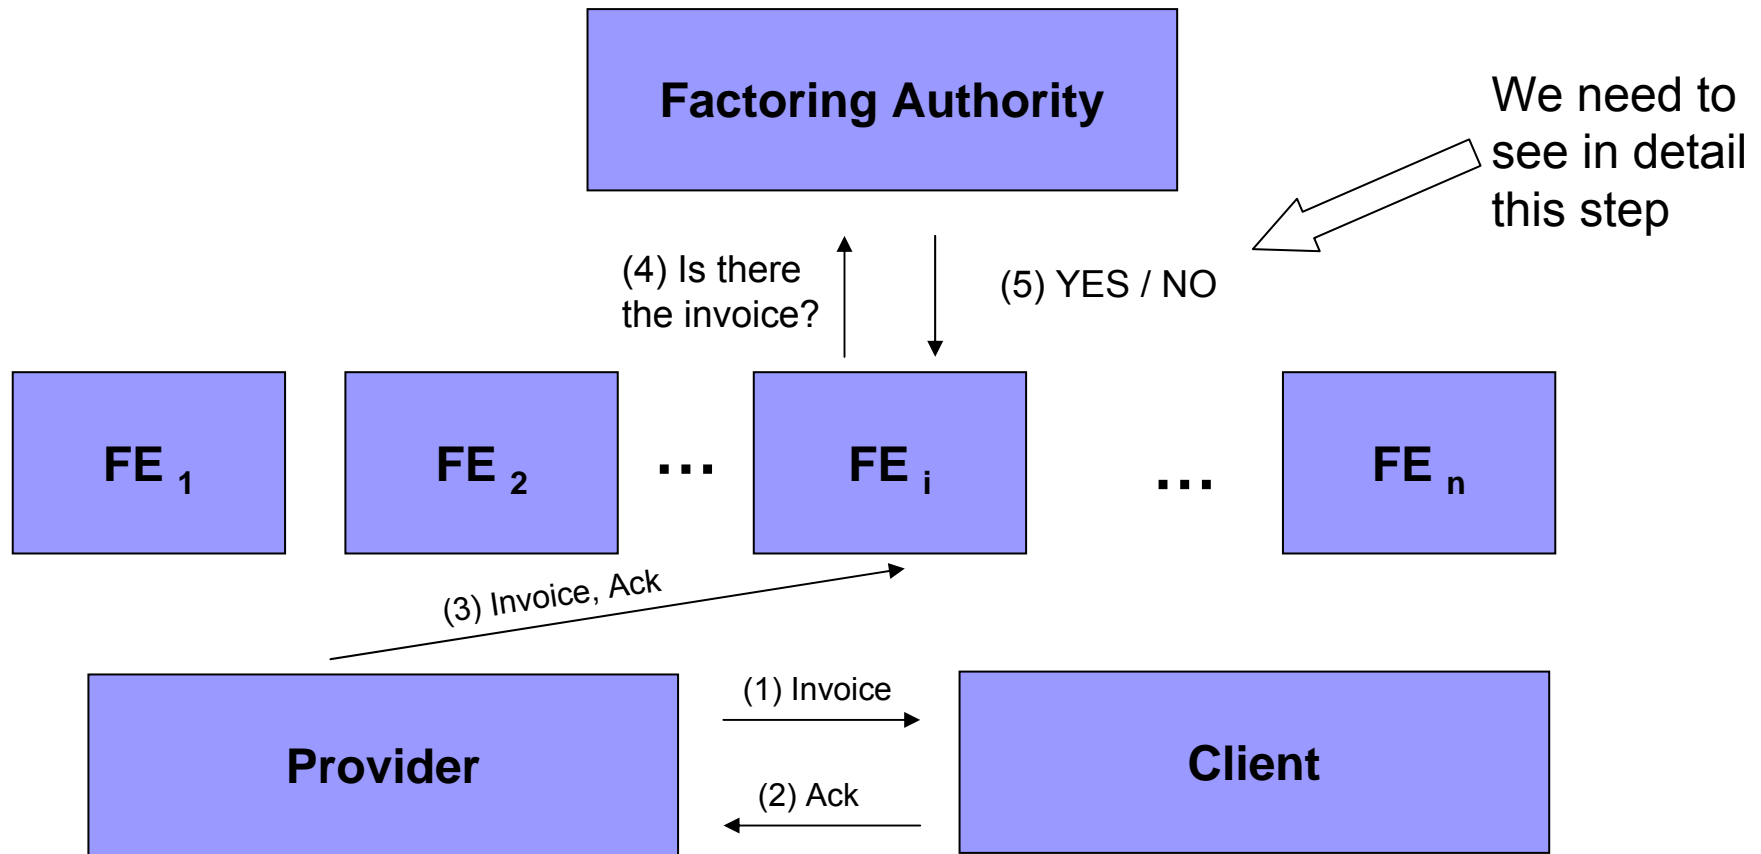 Factoring Authority
We need to
see in detail
this step
(4) Is there
the invoice?
(5) YES / NO
FE 1
FE 2
...
FE i
...
FE n
(3) Invoice, Ack
(1) Invoice
Provider
Client
(2) Ack